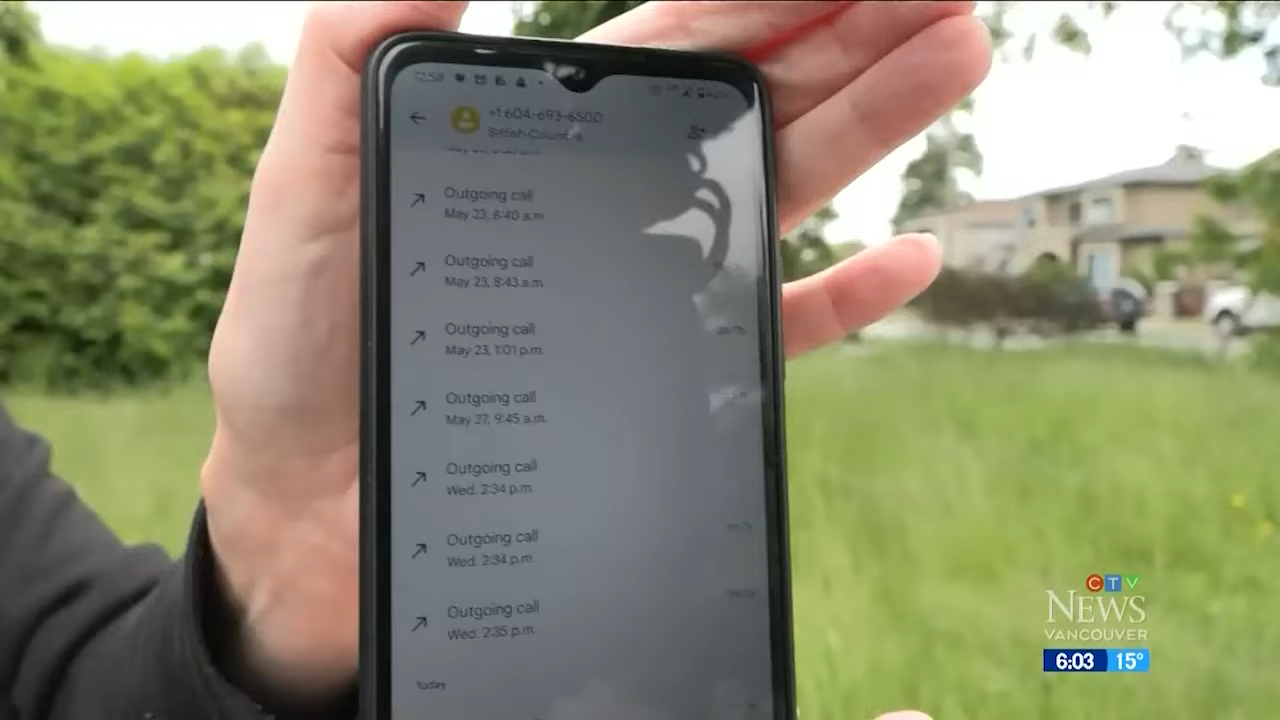 12:58
+1 604-693-6500
British Columbia
Outgoing call
May 23, 8:40 a.m.
Outgoing call
May 23, 8:43 a.m.
Outgoing call
May 23, 1:01 p.m.
Outgoing call
May 27, 9:45 a.m.
Outgoing call
Wed. 2:34 p.m.
Outgoing call
Wed. 2:34 p.m.
Outgoing call
Wed. 2:35 p.m.
Today
CTV
NEWS
VANCOUVER
6:03 15°